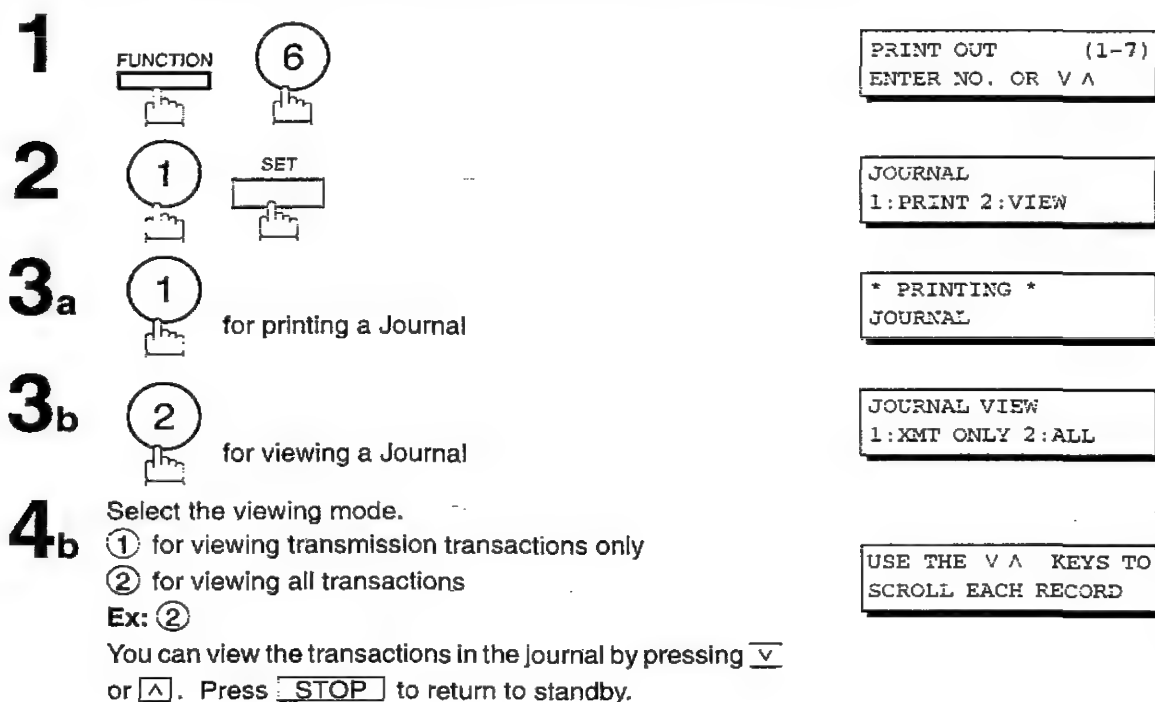 1
FUNCTION 6
PRINT OUT (1-7)
ENTER NO. OR ∨ ∧
2
1 SET
JOURNAL
1:PRINT 2:VIEW
3a
1
for printing a Journal
* PRINTING *
JOURNAL
3b
2
for viewing a Journal
JOURNAL VIEW
1:XMT ONLY 2:ALL
4b
Select the viewing mode.
① for viewing transmission transactions only
② for viewing all transactions
Ex: ②
You can view the transactions in the journal by pressing ∨
or ∧. Press STOP to return to standby.
USE THE ∨ ∧ KEYS TO
SCROLL EACH RECORD